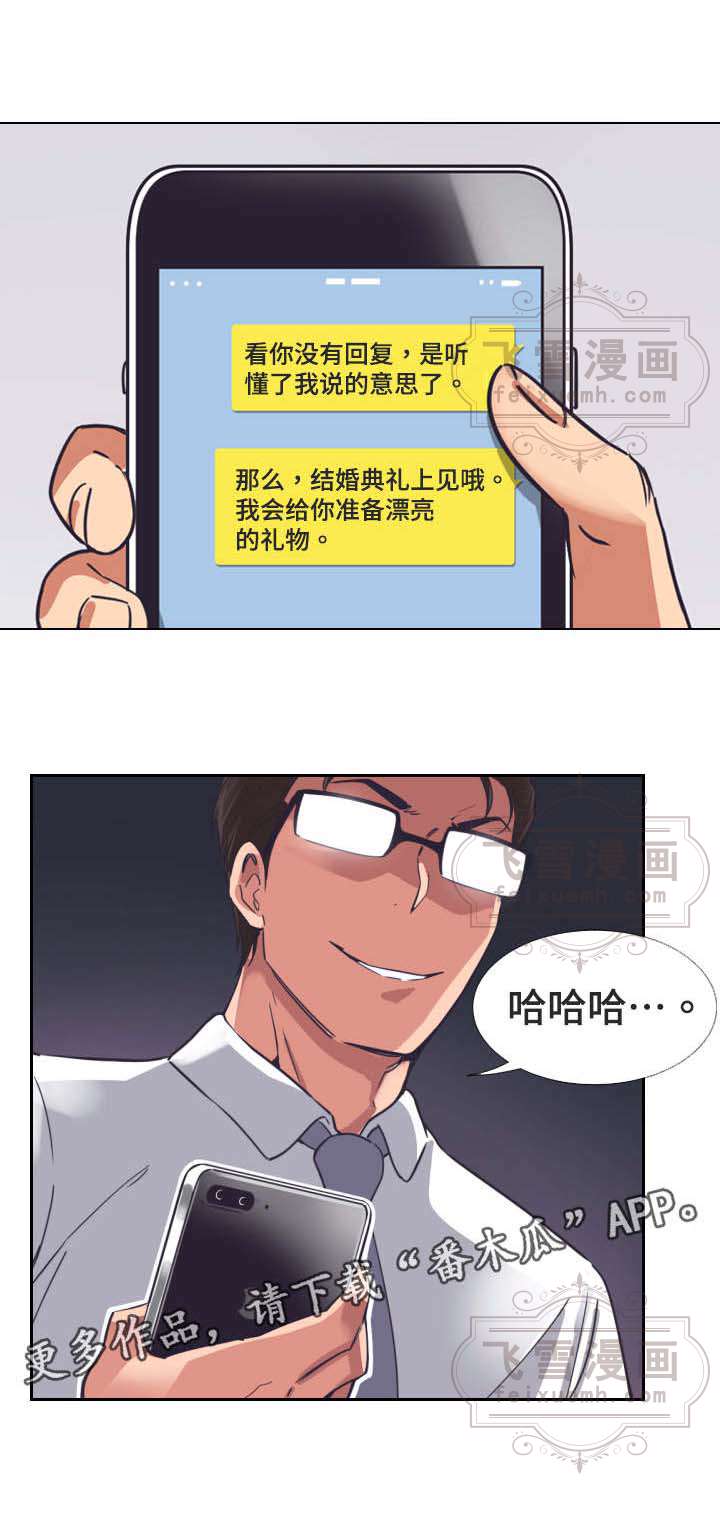 看你没有回复，是听
懂了我说的意思了。
飞雪漫画
feixuemh.com
那么，结婚典礼上见哦。
我会给你准备漂亮
的礼物。
飞雪漫画
feixuemh.com
哈哈哈…。
更多作品，请下载“番木瓜”APP。
飞雪漫画
feixuemh.com